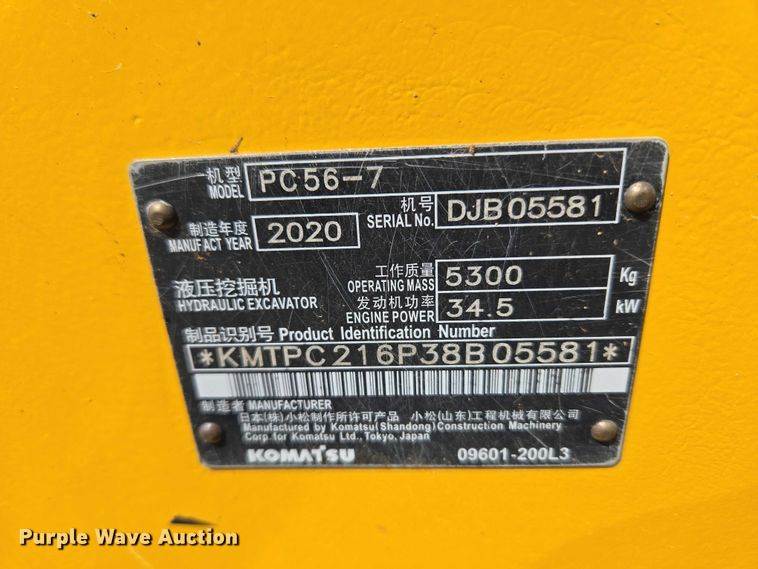 机型 MODEL PC56-7
机号 SERIAL No. DJB05581
制造年度 MANUFACT YEAR 2020
液压挖掘机 HYDRAULIC EXCAVATOR
工作质量 OPERATING MASS 5300 Kg
发动机功率 ENGINE POWER 34.5 kW
制品识别号 Product Identification Number
*KMTPC216P38B05581*
制造者 MANUFACTURER
日本(株)小松制作所许可产品 小松(山东)工程机械有限公司
Manufactured by Komatsu(Shandong)Construction Machinery
Corp. for Komatsu Ltd., Tokyo, Japan
KOMATSU 09601-200L3
Purple Wave Auction